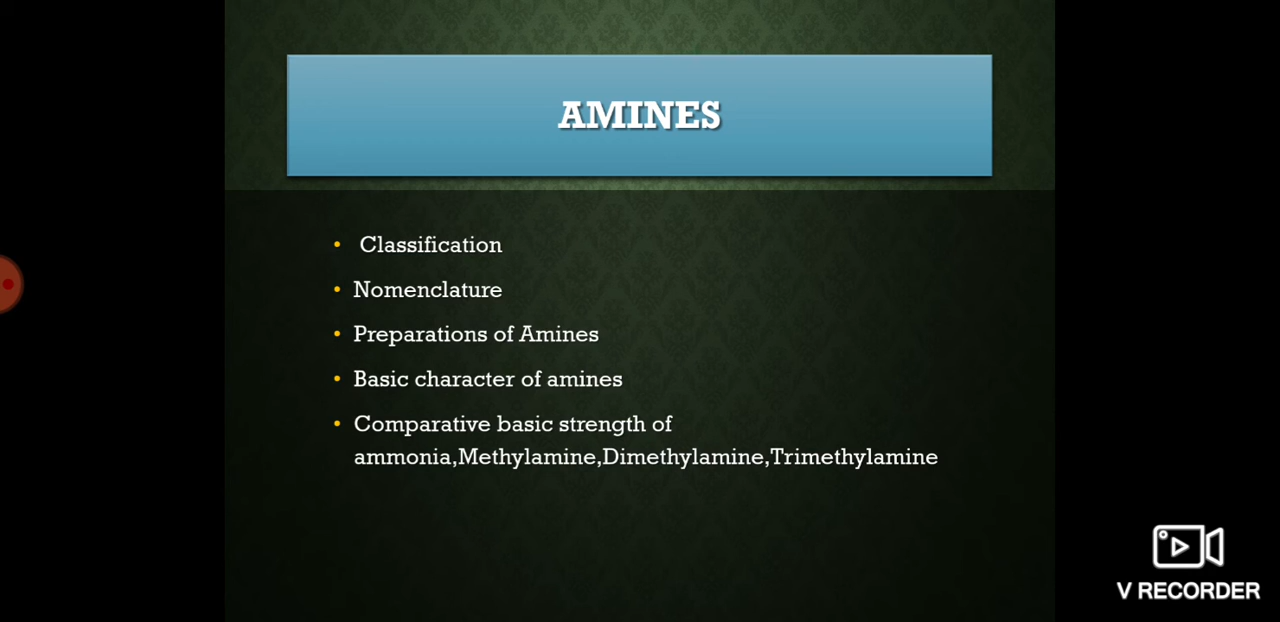 AMINES
• Classification
• Nomenclature
• Preparations of Amines
• Basic character of amines
• Comparative basic strength of
ammonia,Methylamine,Dimethylamine,Trimethylamine
V RECORDER